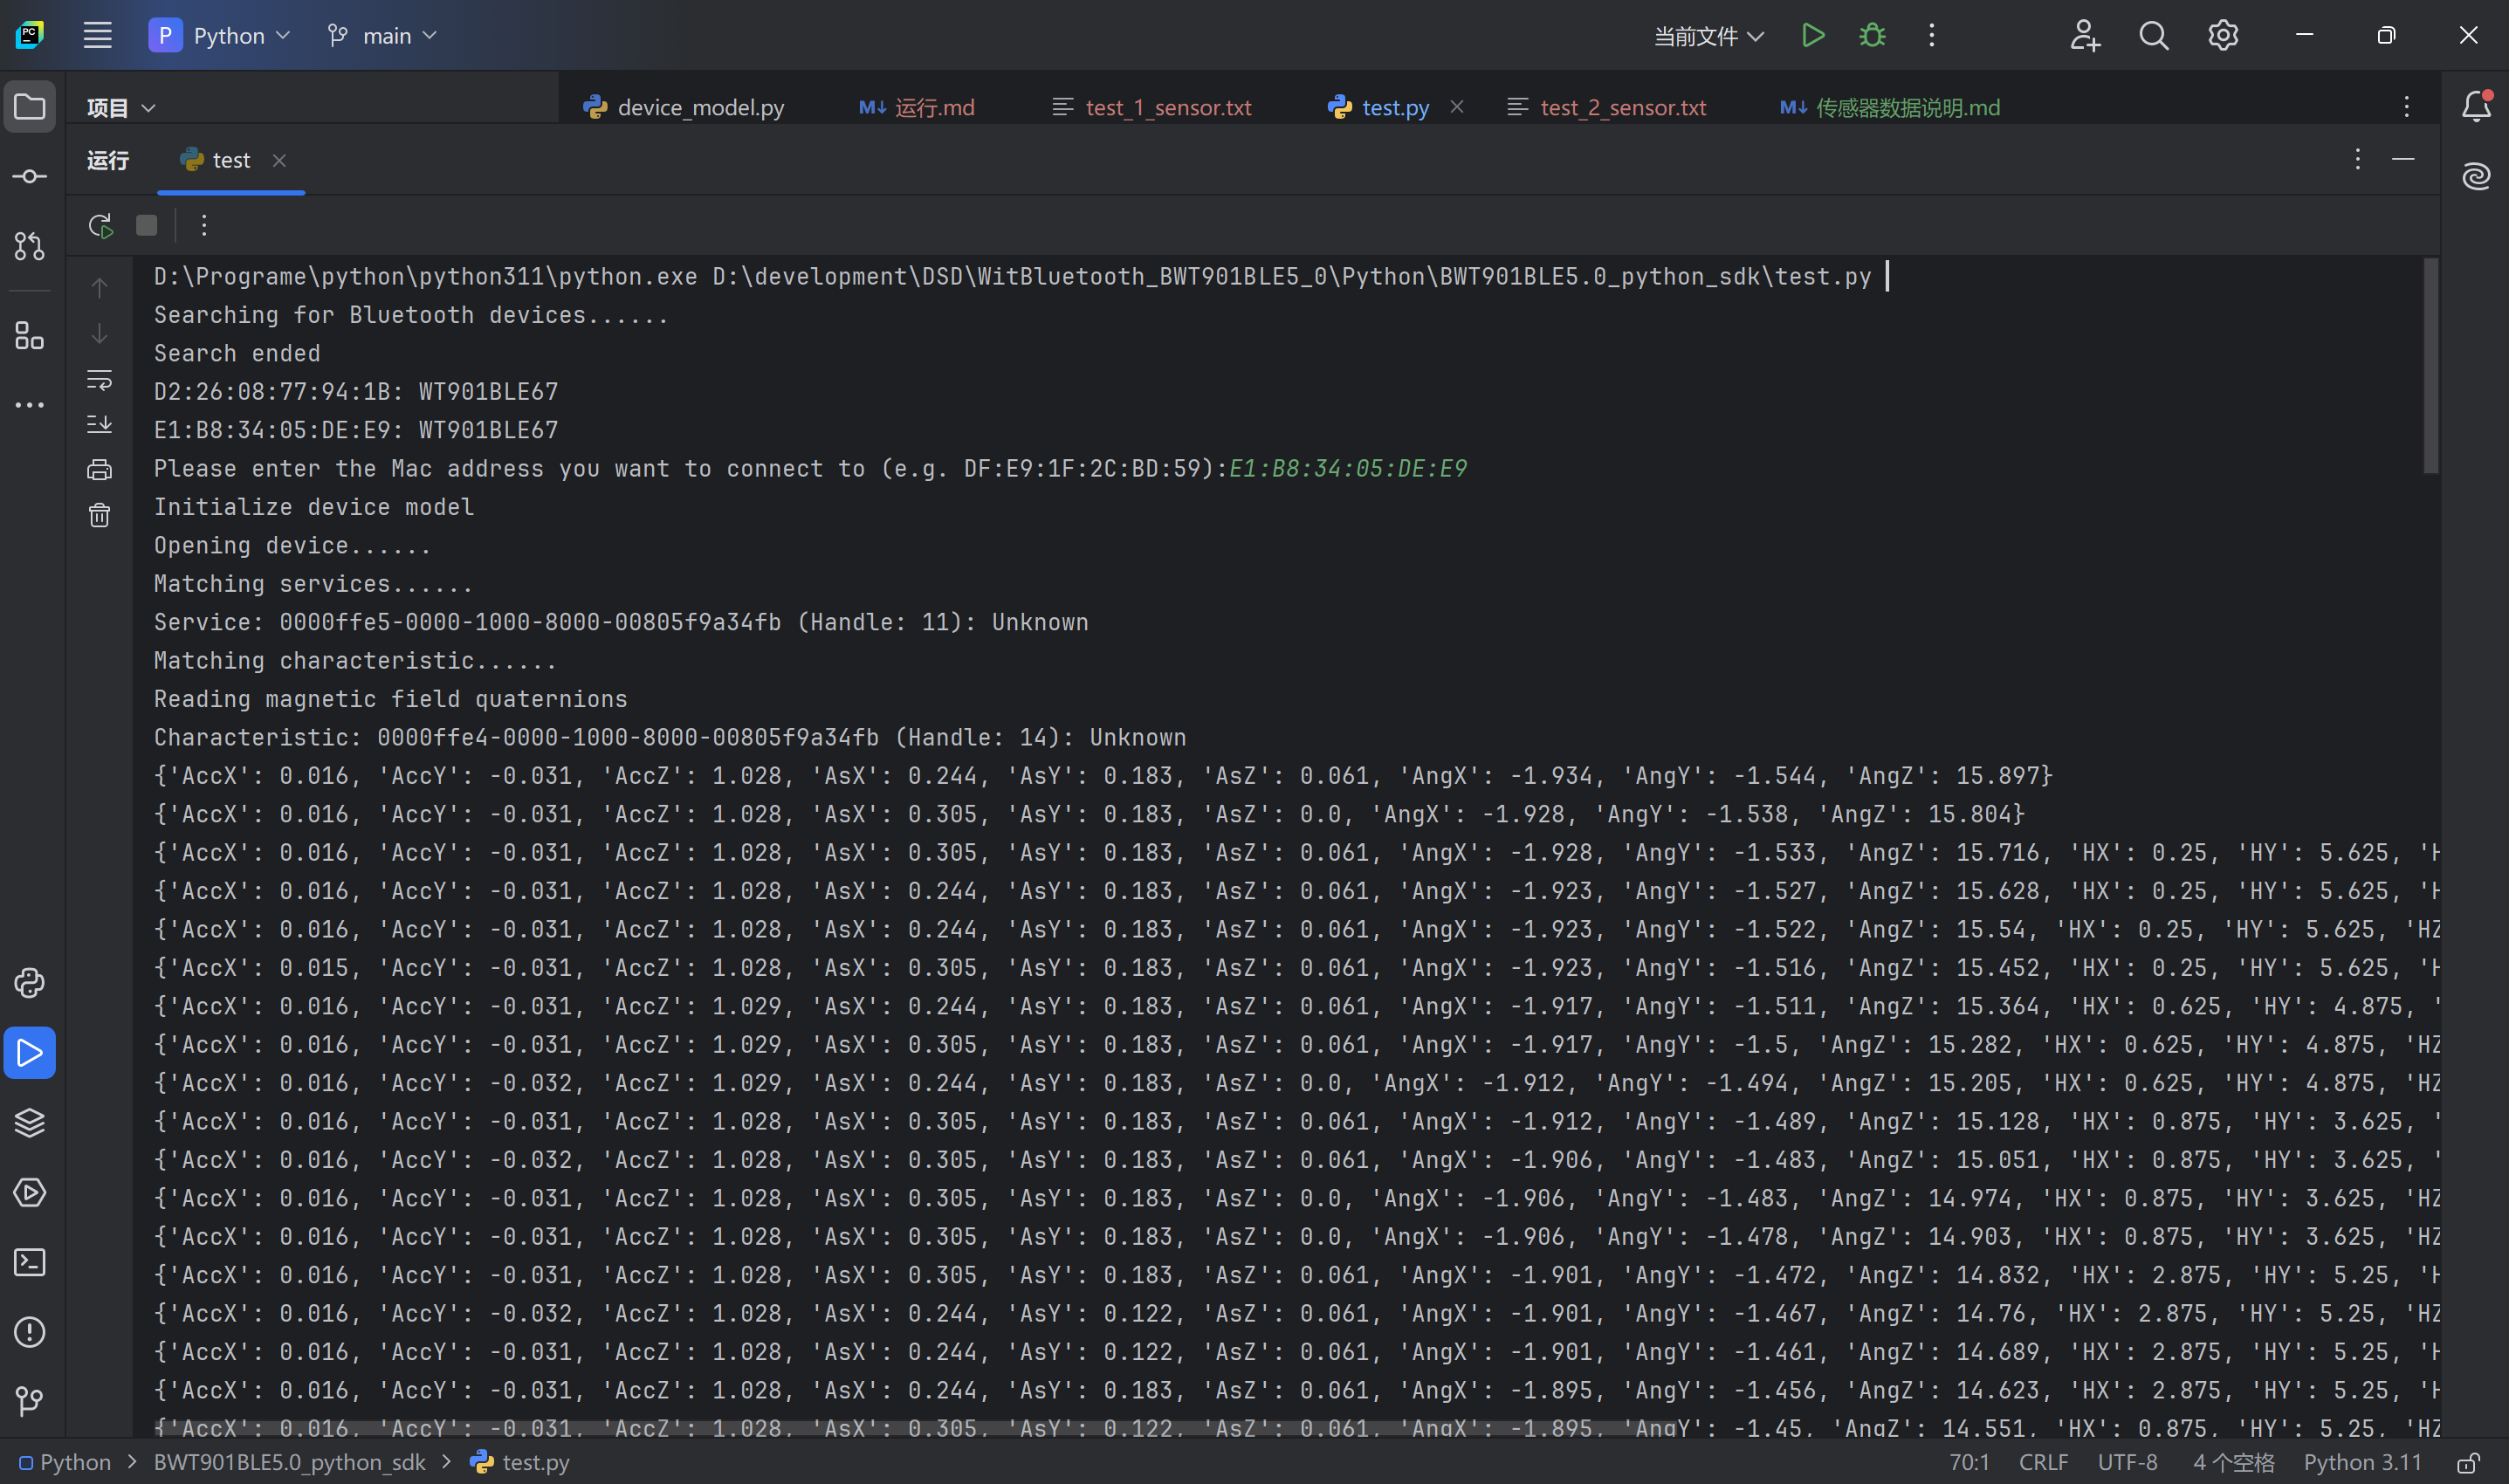 PC
P Python main 当前文件
项目 device_model.py M↓ 运行.md test_1_sensor.txt test.py test_2_sensor.txt M↓ 传感器数据说明.md
运行 test
D:\Programe\python\python311\python.exe D:\development\DSD\WitBluetooth_BWT901BLE5_0\Python\BWT901BLE5.0_python_sdk\test.py
Searching for Bluetooth devices......
Search ended
D2:26:08:77:94:1B: WT901BLE67
E1:B8:34:05:DE:E9: WT901BLE67
Please enter the Mac address you want to connect to (e.g. DF:E9:1F:2C:BD:59):E1:B8:34:05:DE:E9
Initialize device model
Opening device......
Matching services......
Service: 0000ffe5-0000-1000-8000-00805f9a34fb (Handle: 11): Unknown
Matching characteristic......
Reading magnetic field quaternions
Characteristic: 0000ffe4-0000-1000-8000-00805f9a34fb (Handle: 14): Unknown
{'AccX': 0.016, 'AccY': -0.031, 'AccZ': 1.028, 'AsX': 0.244, 'AsY': 0.183, 'AsZ': 0.061, 'AngX': -1.934, 'AngY': -1.544, 'AngZ': 15.897}
{'AccX': 0.016, 'AccY': -0.031, 'AccZ': 1.028, 'AsX': 0.305, 'AsY': 0.183, 'AsZ': 0.0, 'AngX': -1.928, 'AngY': -1.538, 'AngZ': 15.804}
{'AccX': 0.016, 'AccY': -0.031, 'AccZ': 1.028, 'AsX': 0.305, 'AsY': 0.183, 'AsZ': 0.061, 'AngX': -1.928, 'AngY': -1.533, 'AngZ': 15.716, 'HX': 0.25, 'HY': 5.625, 'H
{'AccX': 0.016, 'AccY': -0.031, 'AccZ': 1.028, 'AsX': 0.244, 'AsY': 0.183, 'AsZ': 0.061, 'AngX': -1.923, 'AngY': -1.527, 'AngZ': 15.628, 'HX': 0.25, 'HY': 5.625, 'H
{'AccX': 0.016, 'AccY': -0.031, 'AccZ': 1.028, 'AsX': 0.244, 'AsY': 0.183, 'AsZ': 0.061, 'AngX': -1.923, 'AngY': -1.522, 'AngZ': 15.54, 'HX': 0.25, 'HY': 5.625, 'HZ
{'AccX': 0.015, 'AccY': -0.031, 'AccZ': 1.028, 'AsX': 0.305, 'AsY': 0.183, 'AsZ': 0.061, 'AngX': -1.923, 'AngY': -1.516, 'AngZ': 15.452, 'HX': 0.25, 'HY': 5.625, 'H
{'AccX': 0.016, 'AccY': -0.031, 'AccZ': 1.029, 'AsX': 0.244, 'AsY': 0.183, 'AsZ': 0.061, 'AngX': -1.917, 'AngY': -1.511, 'AngZ': 15.364, 'HX': 0.625, 'HY': 4.875, '
{'AccX': 0.016, 'AccY': -0.031, 'AccZ': 1.029, 'AsX': 0.305, 'AsY': 0.183, 'AsZ': 0.061, 'AngX': -1.917, 'AngY': -1.5, 'AngZ': 15.282, 'HX': 0.625, 'HY': 4.875, 'HZ
{'AccX': 0.016, 'AccY': -0.032, 'AccZ': 1.029, 'AsX': 0.244, 'AsY': 0.183, 'AsZ': 0.0, 'AngX': -1.912, 'AngY': -1.494, 'AngZ': 15.205, 'HX': 0.625, 'HY': 4.875, 'HZ
{'AccX': 0.016, 'AccY': -0.031, 'AccZ': 1.028, 'AsX': 0.305, 'AsY': 0.183, 'AsZ': 0.061, 'AngX': -1.912, 'AngY': -1.489, 'AngZ': 15.128, 'HX': 0.875, 'HY': 3.625, '
{'AccX': 0.016, 'AccY': -0.032, 'AccZ': 1.028, 'AsX': 0.305, 'AsY': 0.183, 'AsZ': 0.061, 'AngX': -1.906, 'AngY': -1.483, 'AngZ': 15.051, 'HX': 0.875, 'HY': 3.625, '
{'AccX': 0.016, 'AccY': -0.031, 'AccZ': 1.028, 'AsX': 0.305, 'AsY': 0.183, 'AsZ': 0.0, 'AngX': -1.906, 'AngY': -1.483, 'AngZ': 14.974, 'HX': 0.875, 'HY': 3.625, 'HZ
{'AccX': 0.016, 'AccY': -0.031, 'AccZ': 1.028, 'AsX': 0.305, 'AsY': 0.183, 'AsZ': 0.0, 'AngX': -1.906, 'AngY': -1.478, 'AngZ': 14.903, 'HX': 0.875, 'HY': 3.625, 'HZ
{'AccX': 0.016, 'AccY': -0.031, 'AccZ': 1.028, 'AsX': 0.305, 'AsY': 0.183, 'AsZ': 0.061, 'AngX': -1.901, 'AngY': -1.472, 'AngZ': 14.832, 'HX': 2.875, 'HY': 5.25, 'H
{'AccX': 0.016, 'AccY': -0.032, 'AccZ': 1.028, 'AsX': 0.244, 'AsY': 0.122, 'AsZ': 0.061, 'AngX': -1.901, 'AngY': -1.467, 'AngZ': 14.76, 'HX': 2.875, 'HY': 5.25, 'HZ
{'AccX': 0.016, 'AccY': -0.031, 'AccZ': 1.028, 'AsX': 0.244, 'AsY': 0.122, 'AsZ': 0.061, 'AngX': -1.901, 'AngY': -1.461, 'AngZ': 14.689, 'HX': 2.875, 'HY': 5.25, 'H
{'AccX': 0.016, 'AccY': -0.031, 'AccZ': 1.028, 'AsX': 0.244, 'AsY': 0.183, 'AsZ': 0.061, 'AngX': -1.895, 'AngY': -1.456, 'AngZ': 14.623, 'HX': 2.875, 'HY': 5.25, 'H
{'AccX': 0.016, 'AccY': -0.031, 'AccZ': 1.028, 'AsX': 0.305, 'AsY': 0.122, 'AsZ': 0.061, 'AngX': -1.895, 'AngY': -1.45, 'AngZ': 14.551, 'HX': 0.875, 'HY': 5.25, 'H
Python > BWT901BLE5.0_python_sdk > test.py 70:1 CRLF UTF-8 4 个空格 Python 3.11